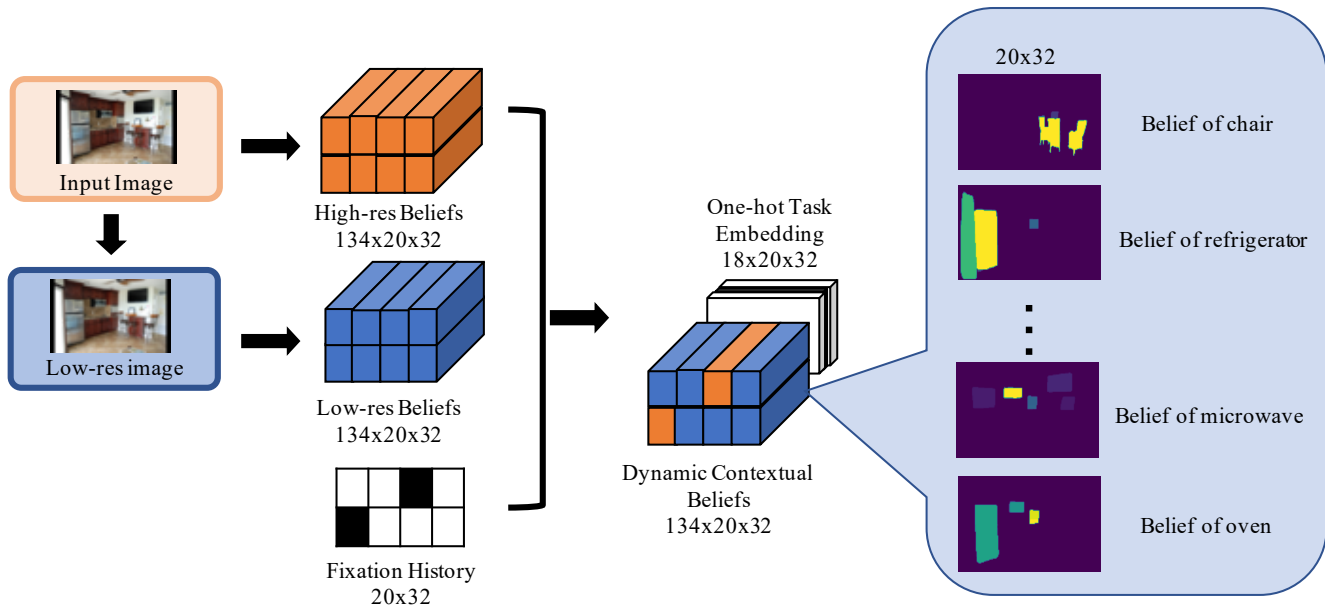 Input Image
Low-res image
High-res Beliefs
134x20x32
Low-res Beliefs
134x20x32
Fixation History
20x32
One-hot Task
Embedding
18x20x32
Dynamic Contextual
Beliefs
134x20x32
20x32
Belief of chair
Belief of refrigerator
Belief of microwave
Belief of oven